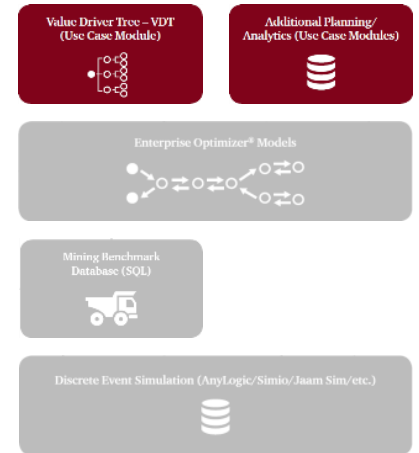 Value Driver Tree – VDT
(Use Case Module)
Additional Planning/
Analytics (Use Case Modules)
Enterprise Optimizer® Models
Mining Benchmark
Database (SQL)
Discrete Event Simulation (AnyLogic/Simio/Jaam Sim/etc.)